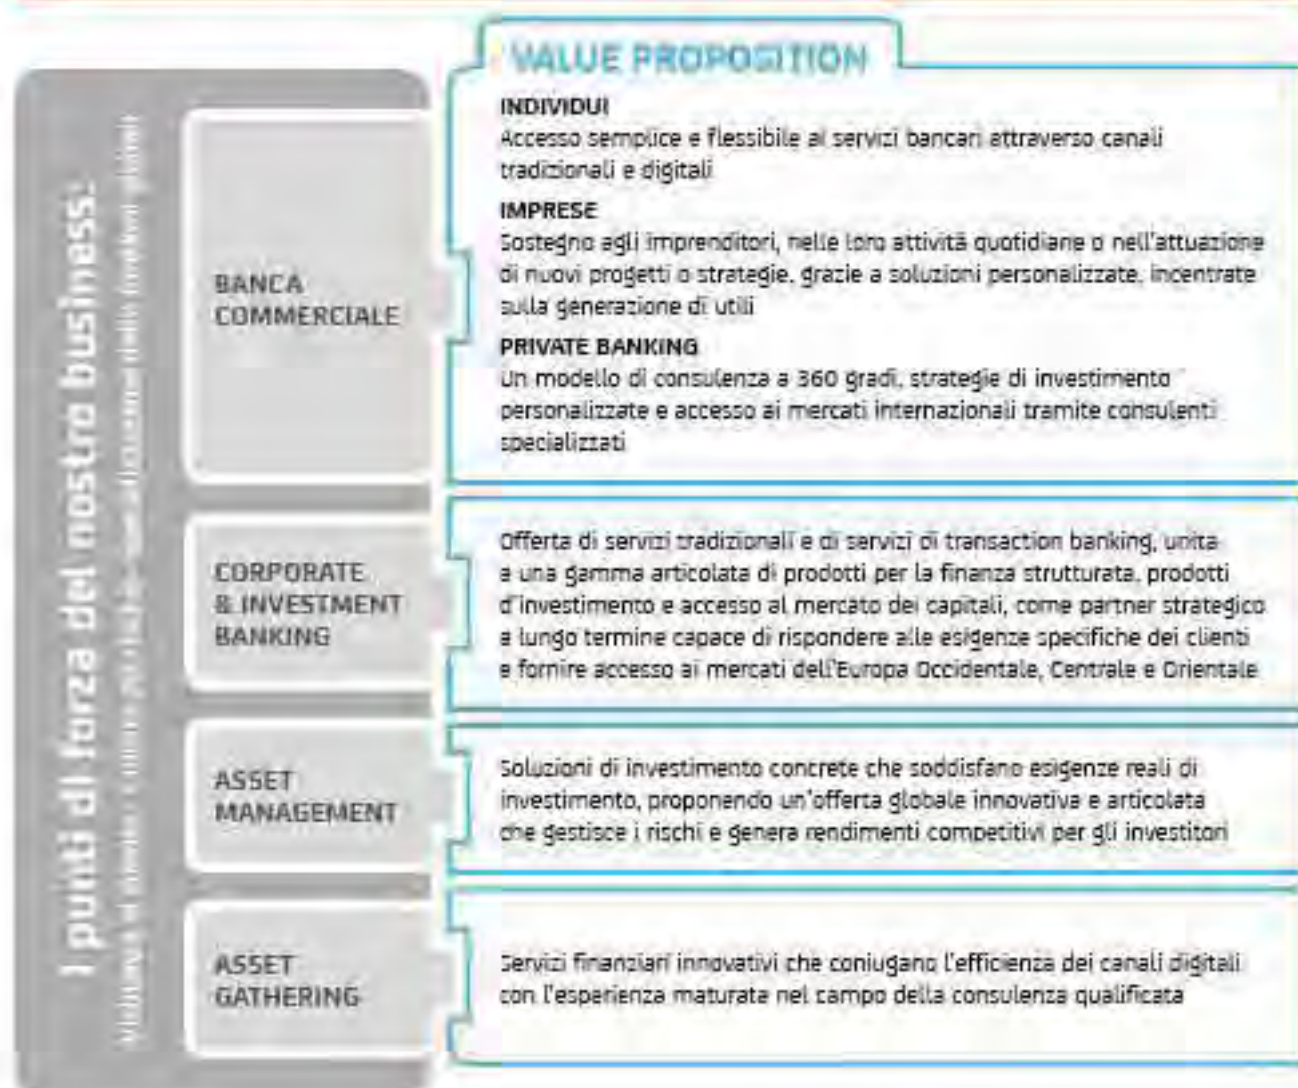 VALUE PROPOSITION
I punti di forza del nostro business:
BANCA
COMMERCIALE
INDIVIDUI
Accesso semplice e flessibile ai servizi bancari attraverso canali
tradizionali e digitali
IMPRESE
Sostegno agli imprenditori, nelle loro attività quotidiane o nell'attuazione
di nuovi progetti o strategie, grazie a soluzioni personalizzate, incentrate
sulla generazione di utili
PRIVATE BANKING
Un modello di consulenza a 360 gradi, strategie di investimento
personalizzate e accesso ai mercati internazionali tramite consulenti
specializzati
CORPORATE
& INVESTMENT
BANKING
Offerta di servizi tradizionali e di servizi di transaction banking, unita
a una gamma articolata di prodotti per la finanza strutturata, prodotti
d'investimento e accesso al mercato dei capitali, come partner strategico
a lungo termine capace di rispondere alle esigenze specifiche dei clienti
e fornire accesso ai mercati dell'Europa Occidentale, Centrale e Orientale
ASSET
MANAGEMENT
Soluzioni di investimento concrete che soddisfano esigenze reali di
investimento, proponendo un'offerta globale innovativa e articolata
che gestisce i rischi e genera rendimenti competitivi per gli investitori
ASSET
GATHERING
Servizi finanziari innovativi che coniugano l'efficienza dei canali digitali
con l'esperienza maturata nel campo della consulenza qualificata